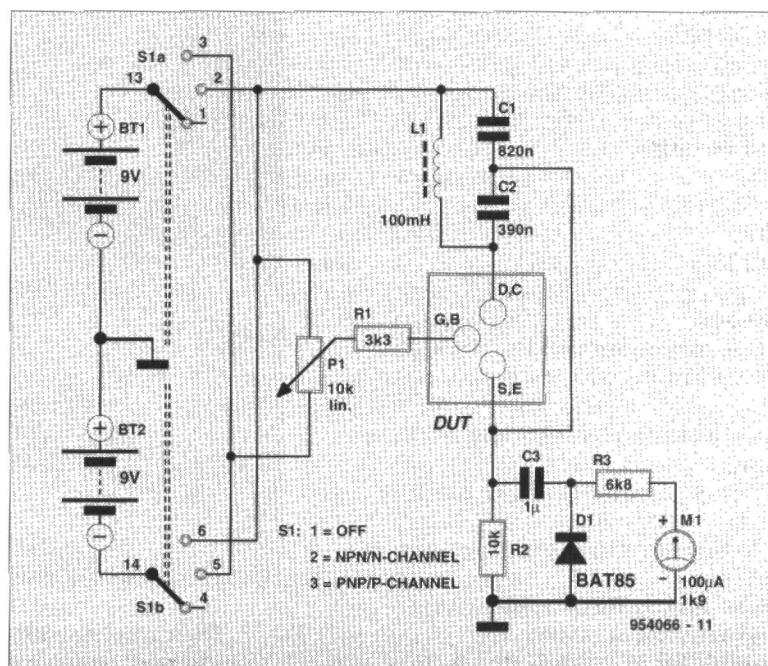 3
S1a
2
13
1
C1
L1
820n
+
BT1
C2
9V
390n
100mH
−
D,C
R1
G,B
3k3
P1
S,E
10k
lin.
+
BT2
DUT
C3
R3
9V
6k8
1µ
−
6
S1: 1 = OFF
D1
+
M1
10k
R2
5
2 = NPN/N-CHANNEL
14
3 = PNP/P-CHANNEL
BAT85
−
100µA
4
1k9
S1b
954066 - 11